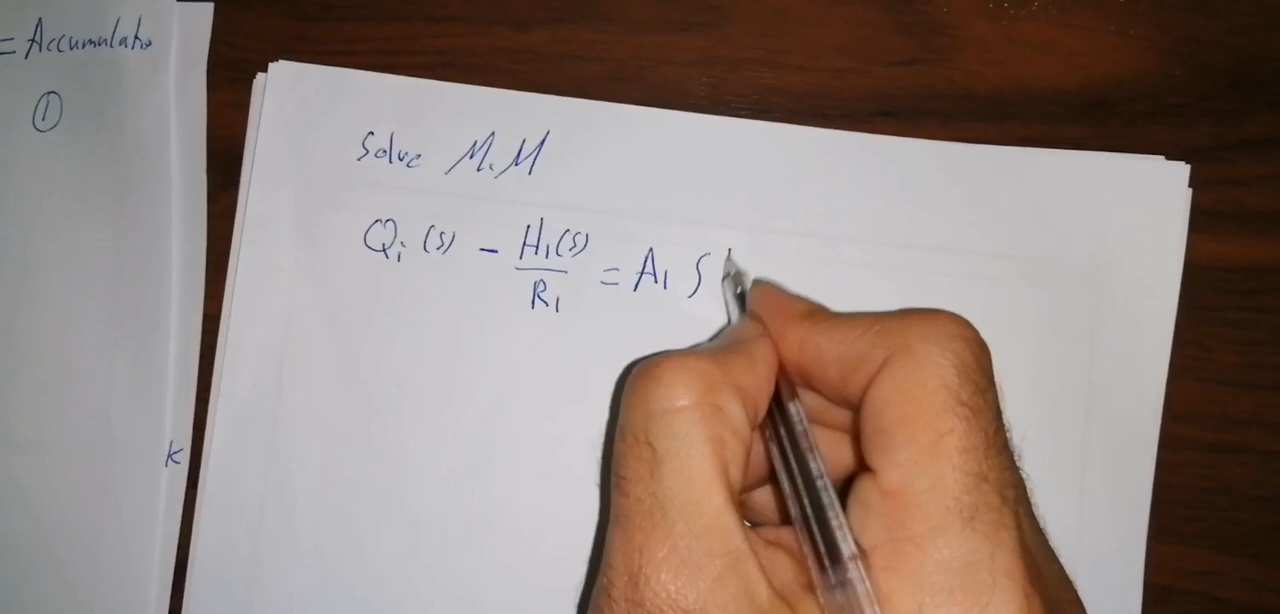 = Accumulatio
①
K
Solve M.M
Qi (s) - H1(s)/R1 = A1 S